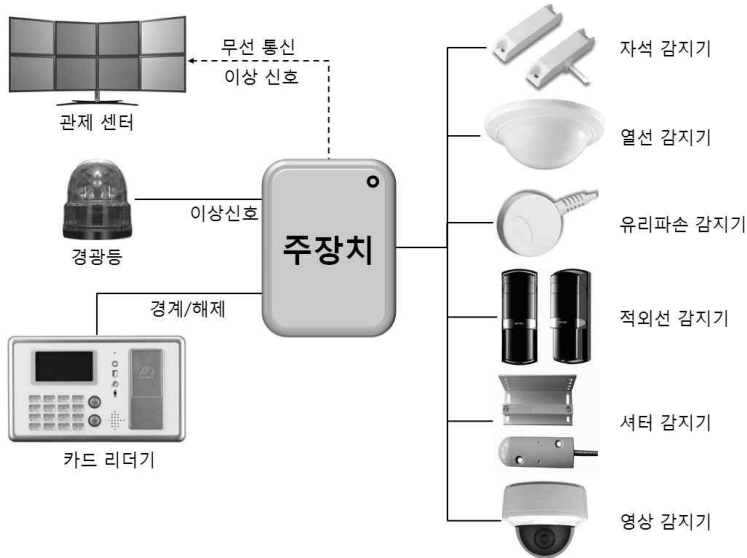 무선 통신
이상 신호
관제 센터
이상신호
경광등
주장치
경계/해제
카드 리더기
자석 감지기
열선 감지기
유리파손 감지기
적외선 감지기
셔터 감지기
영상 감지기